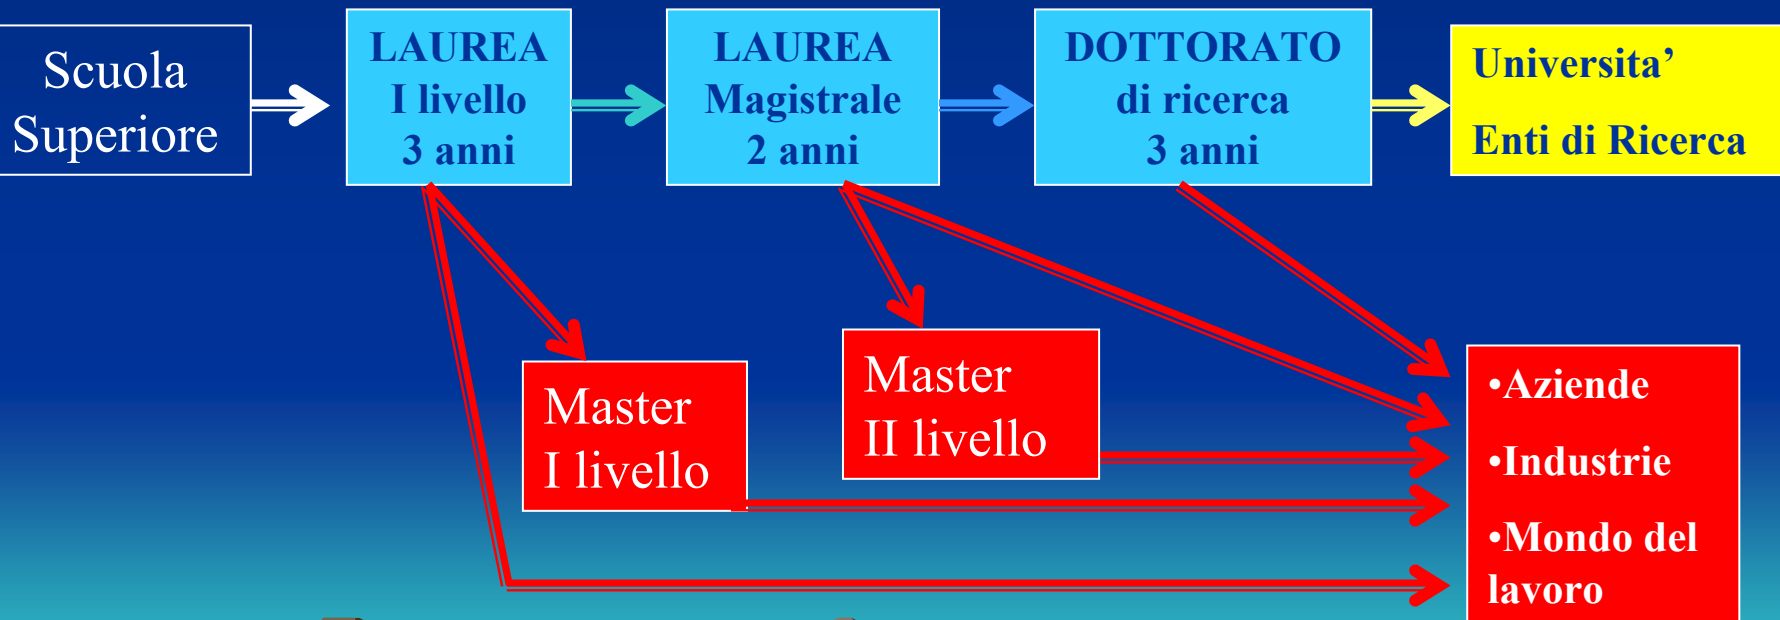 Scuola
Superiore
LAUREA
I livello
3 anni
LAUREA
Magistrale
2 anni
DOTTORATO
di ricerca
3 anni
Universita’
Enti di Ricerca
Master
I livello
Master
II livello
•Aziende
•Industrie
•Mondo del
lavoro